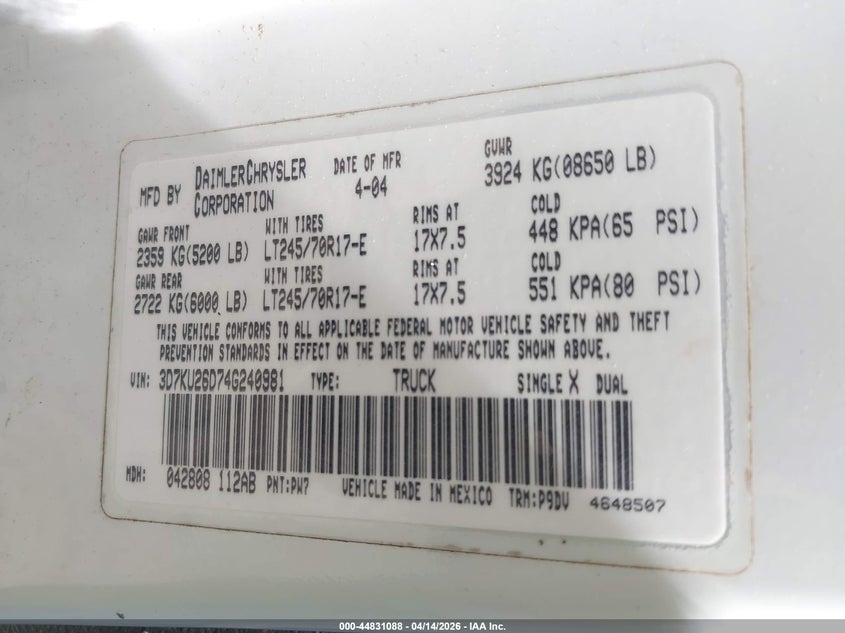 MFD BY DAIMLERCHRYSLER CORPORATION DATE OF MFR 4-04 GVWR 3924 KG(08650 LB)
GAWR FRONT WITH TIRES RIMS AT COLD
2359 KG(5200 LB) LT245/70R17-E 17X7.5 448 KPA(65 PSI)
GAWR REAR WITH TIRES RIMS AT COLD
2722 KG(6000 LB) LT245/70R17-E 17X7.5 551 KPA(80 PSI)
THIS VEHICLE CONFORMS TO ALL APPLICABLE FEDERAL MOTOR VEHICLE SAFETY AND THEFT
PREVENTION STANDARDS IN EFFECT ON THE DATE OF MANUFACTURE SHOWN ABOVE.
VIN: 3D7KU26D74G240981 TYPE: TRUCK SINGLE X DUAL
MDH: 042808 112AB PNT:PW7 VEHICLE MADE IN MEXICO TRM:P9DV 4648507
000-44831088 - 04/14/2026 - IAA Inc.